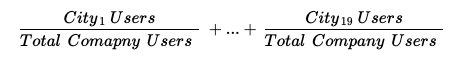 City₁ Users + ... + City₁₉ Users
Total Comapny Users Total Company Users